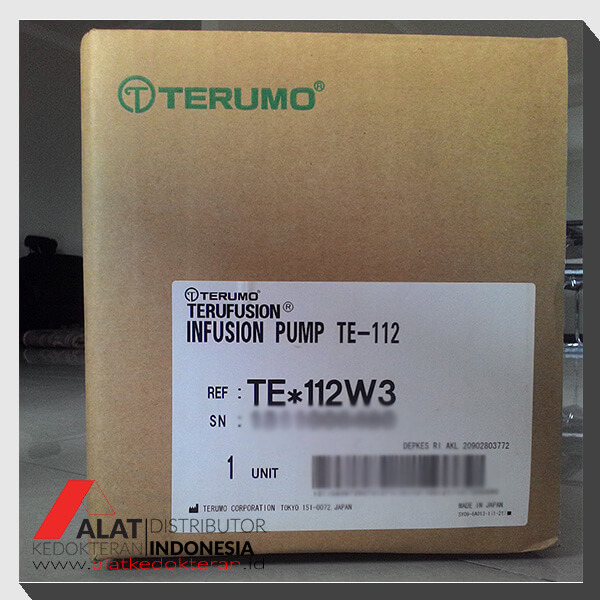 TERUMO®
TERUMO®
TERUFUSION®
INFUSION PUMP TE-112
REF : TE*112W3
SN :
DEPKES RI AKL 20902803772
1 UNIT
TERUMO CORPORATION TOKYO 151-0072, JAPAN
MADE IN JAPAN
ALAT DISTRIBUTOR
KEDOKTERAN INDONESIA
www.alatkedokteran.id